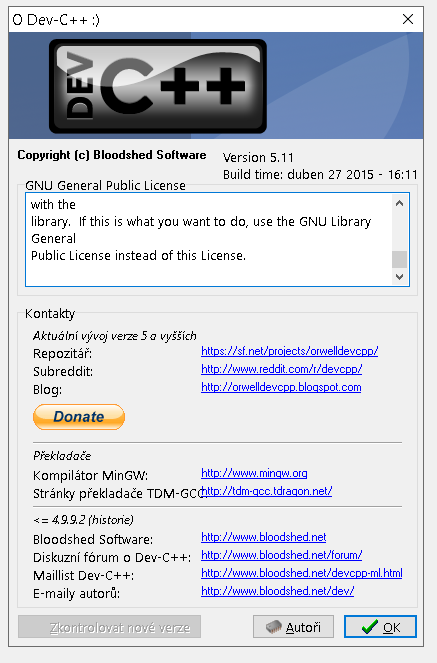 O Dev-C++ :)
DEV C++
Copyright (c) Bloodshed Software
Version 5.11
Build time: duben 27 2015 - 16:11
GNU General Public License
with the
library.  If this is what you want to do, use the GNU Library
General
Public License instead of this License.
Kontakty
Aktuální vývoj verze 5 a vyšších
Repozitář: https://sf.net/projects/orwelldevcpp/
Subreddit: http://www.reddit.com/r/devcpp/
Blog: http://orwelldevcpp.blogspot.com
Donate
Překladače
Kompilátor MinGW: http://www.mingw.org
Stránky překladače TDM-GCC http://tdm-gcc.tdragon.net/
<= 4.9.9.2 (historie)
Bloodshed Software: http://www.bloodshed.net
Diskuzní fórum o Dev-C++: http://www.bloodshed.net/forum/
Maillist Dev-C++: http://www.bloodshed.net/devcpp-ml.html
E-maily autorů: http://www.bloodshed.net/dev/
Zkontrolovat nové verze
Autoři
OK